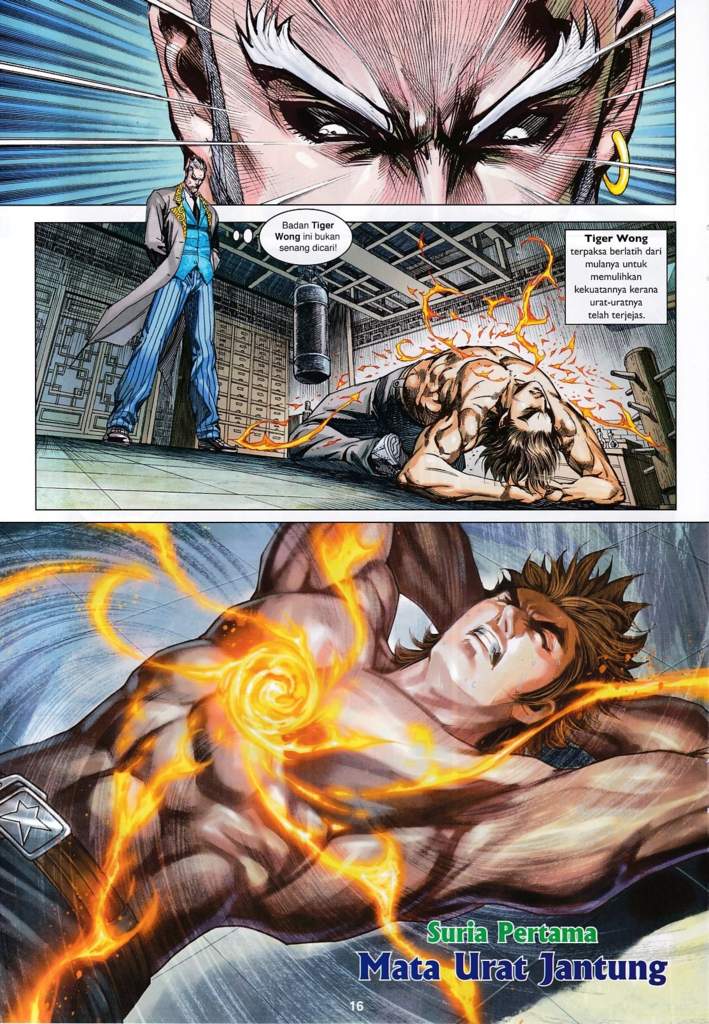 Badan Tiger
Wong ini bukan
senang dicari!
Tiger Wong
terpaksa berlatih dari
mulanya untuk
memulihkan
kekuatannya kerana
urat-uratnya
telah terjejas.
Suria Pertama
Mata Urat Jantung
16